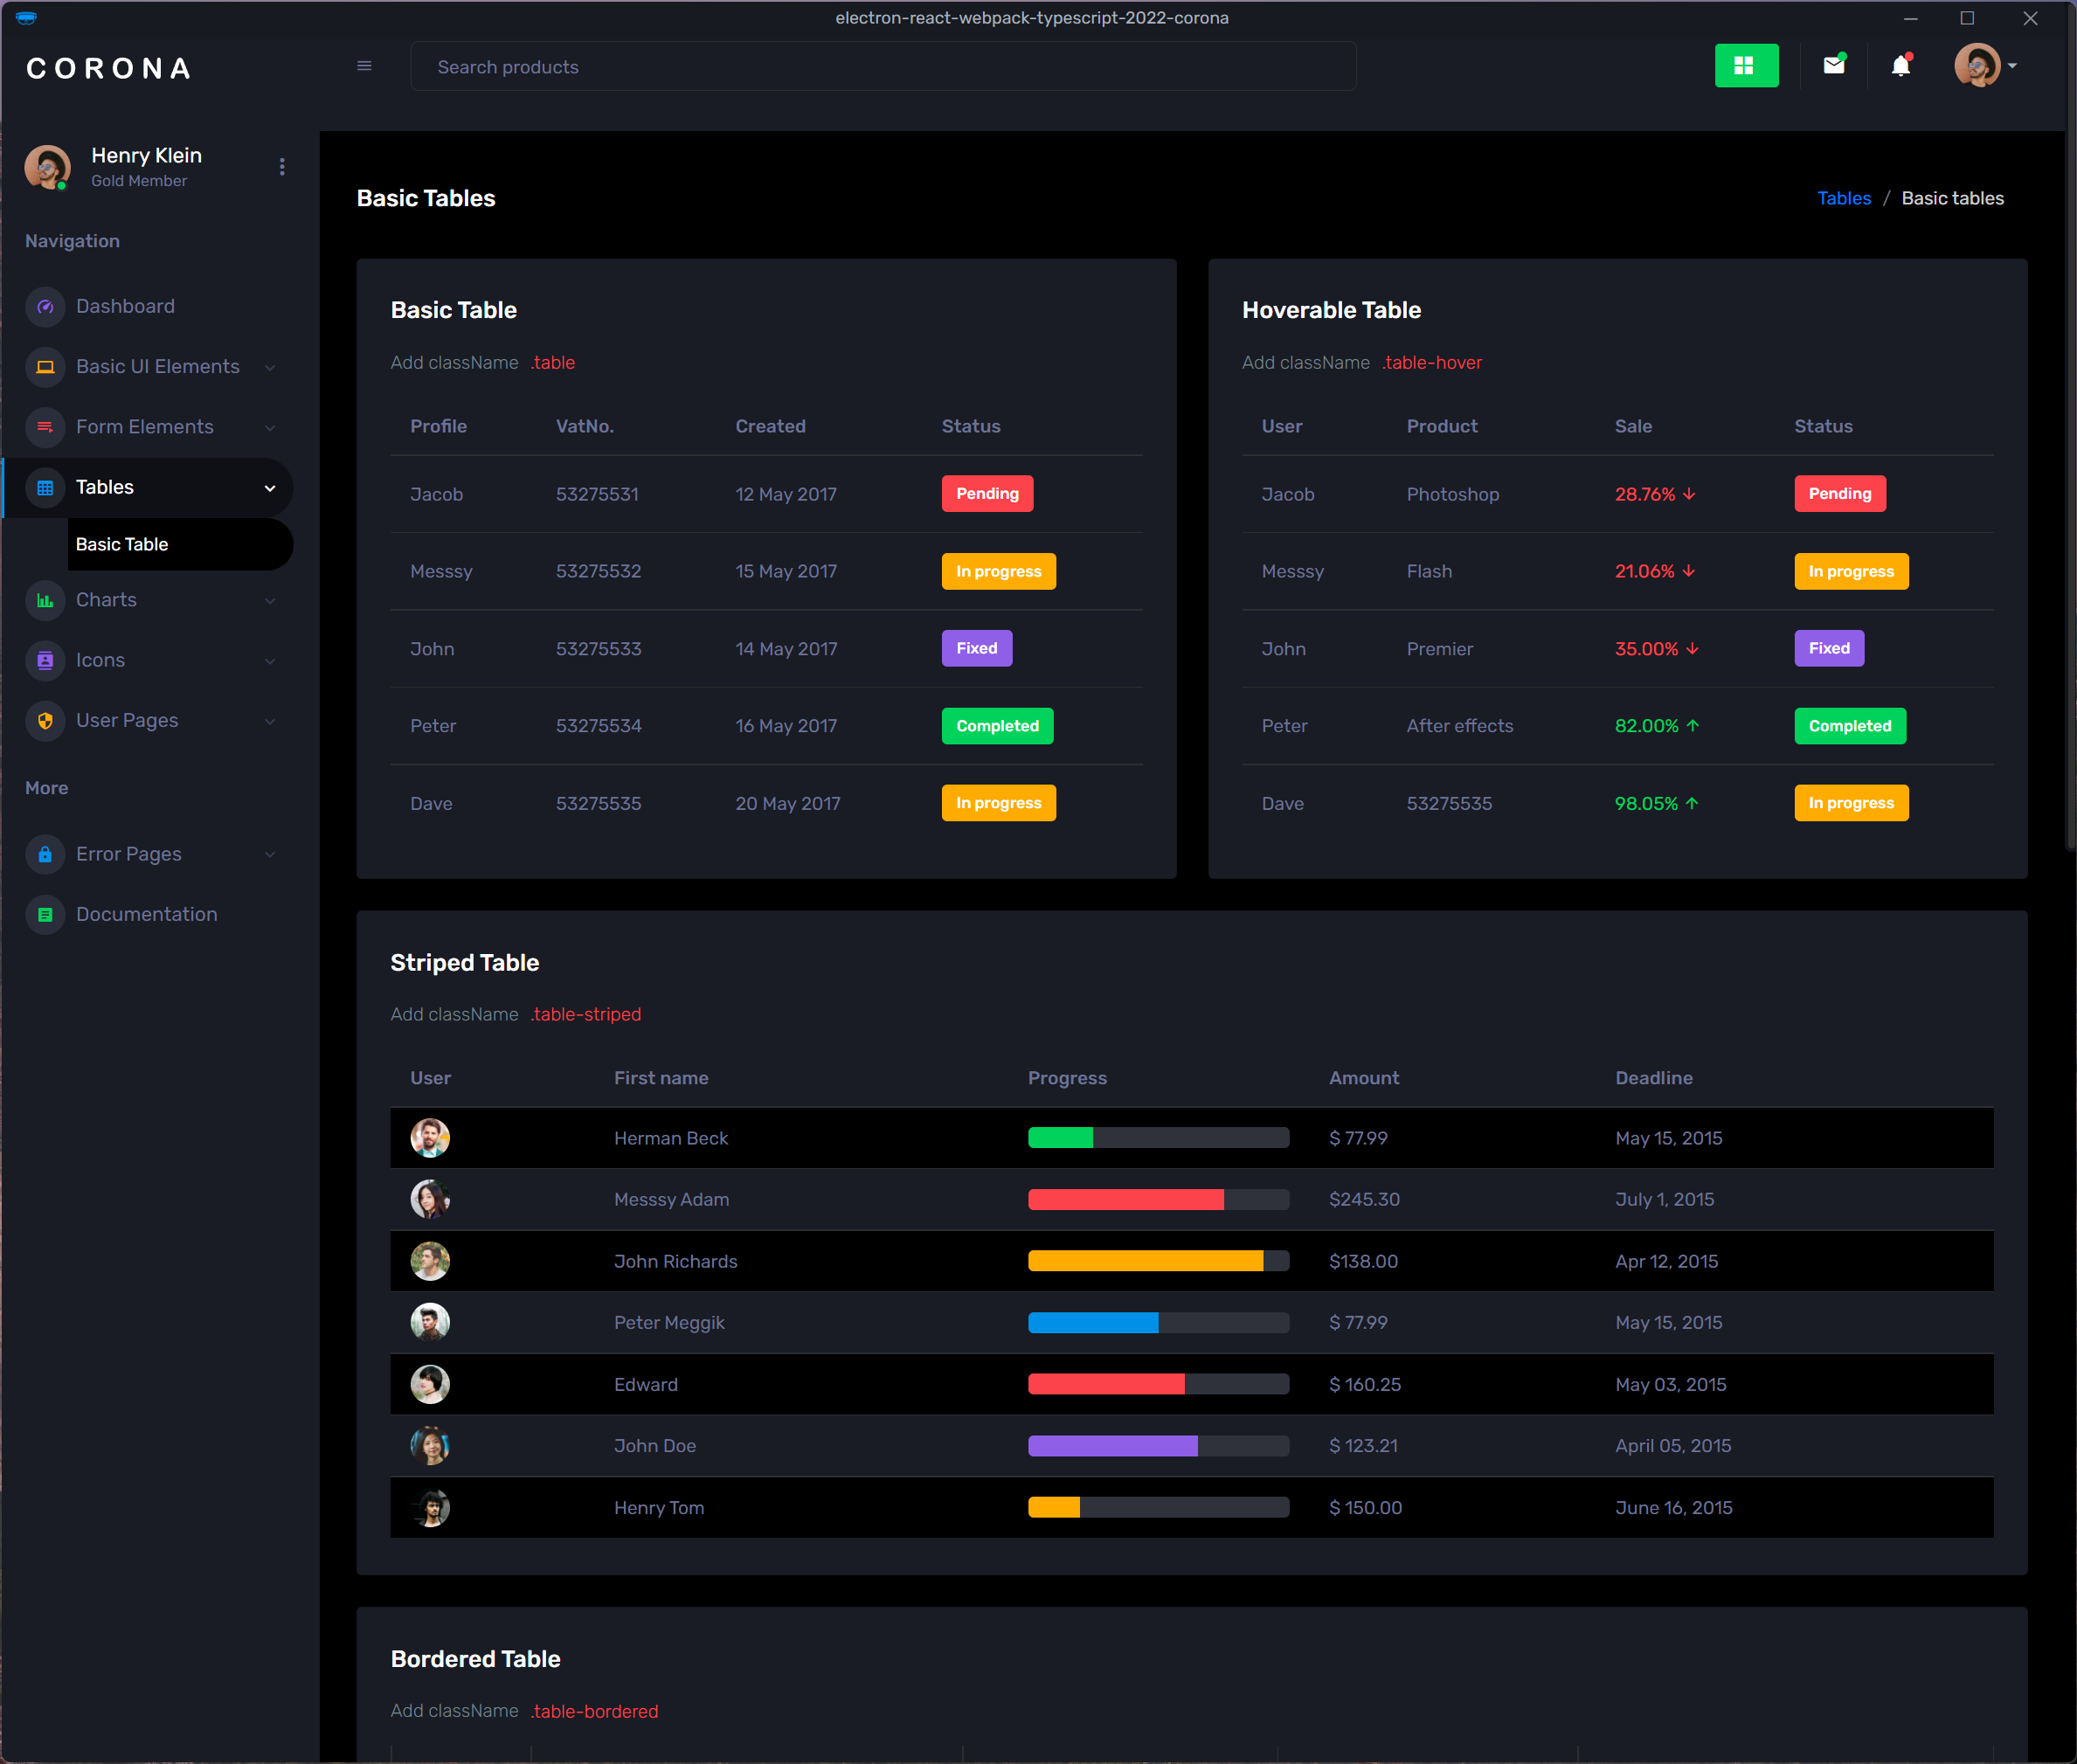 electron-react-webpack-typescript-2022-corona
CORONA
Search products
Henry Klein
Gold Member
Navigation
Dashboard
Basic UI Elements
Form Elements
Tables
Basic Table
Charts
Icons
User Pages
More
Error Pages
Documentation
Basic Tables
Tables / Basic tables
Basic Table
Add className .table
Profile VatNo. Created Status
Jacob 53275531 12 May 2017 Pending
Messsy 53275532 15 May 2017 In progress
John 53275533 14 May 2017 Fixed
Peter 53275534 16 May 2017 Completed
Dave 53275535 20 May 2017 In progress
Hoverable Table
Add className .table-hover
User Product Sale Status
Jacob Photoshop 28.76% ↓ Pending
Messsy Flash 21.06% ↓ In progress
John Premier 35.00% ↓ Fixed
Peter After effects 82.00% ↑ Completed
Dave 53275535 98.05% ↑ In progress
Striped Table
Add className .table-striped
User First name Progress Amount Deadline
Herman Beck $ 77.99 May 15, 2015
Messsy Adam $245.30 July 1, 2015
John Richards $138.00 Apr 12, 2015
Peter Meggik $ 77.99 May 15, 2015
Edward $ 160.25 May 03, 2015
John Doe $ 123.21 April 05, 2015
Henry Tom $ 150.00 June 16, 2015
Bordered Table
Add className .table-bordered